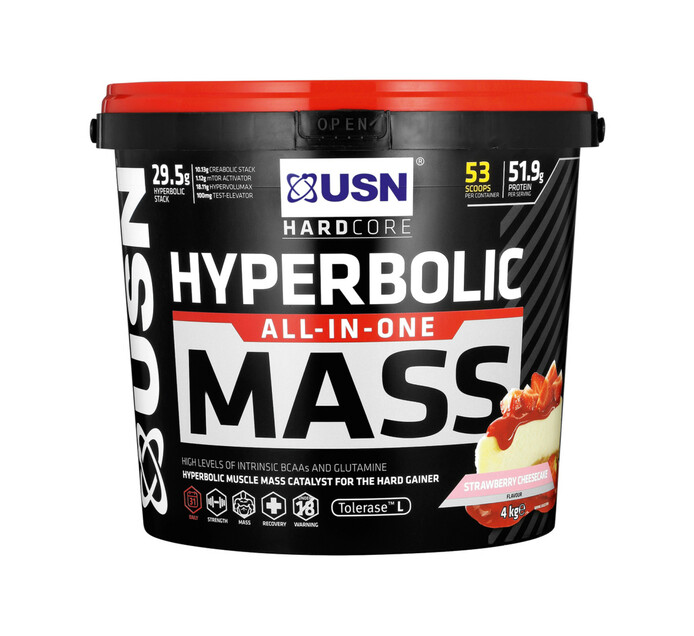 OPEN
29.5g
HYPERBOLIC
STACK
10.13g CREABOLIC STACK
1.12g mTOR ACTIVATOR
18.11g HYPERVOLUMAX
100mg TEST-ELEVATOR
USN®
HARDCORE
53
SCOOPS
PER CONTAINER
51.9g
PROTEIN
PER SERVING
USN
HYPERBOLIC
ALL-IN-ONE
MASS
HIGH LEVELS OF INTRINSIC BCAAs AND GLUTAMINE
HYPERBOLIC MUSCLE MASS CATALYST FOR THE HARD GAINER
31
STRENGTH
MASS
RECOVERY
18
WARNING
Tolerase™ L
STRAWBERRY CHEESECAKE
FLAVOUR
4 kg℮